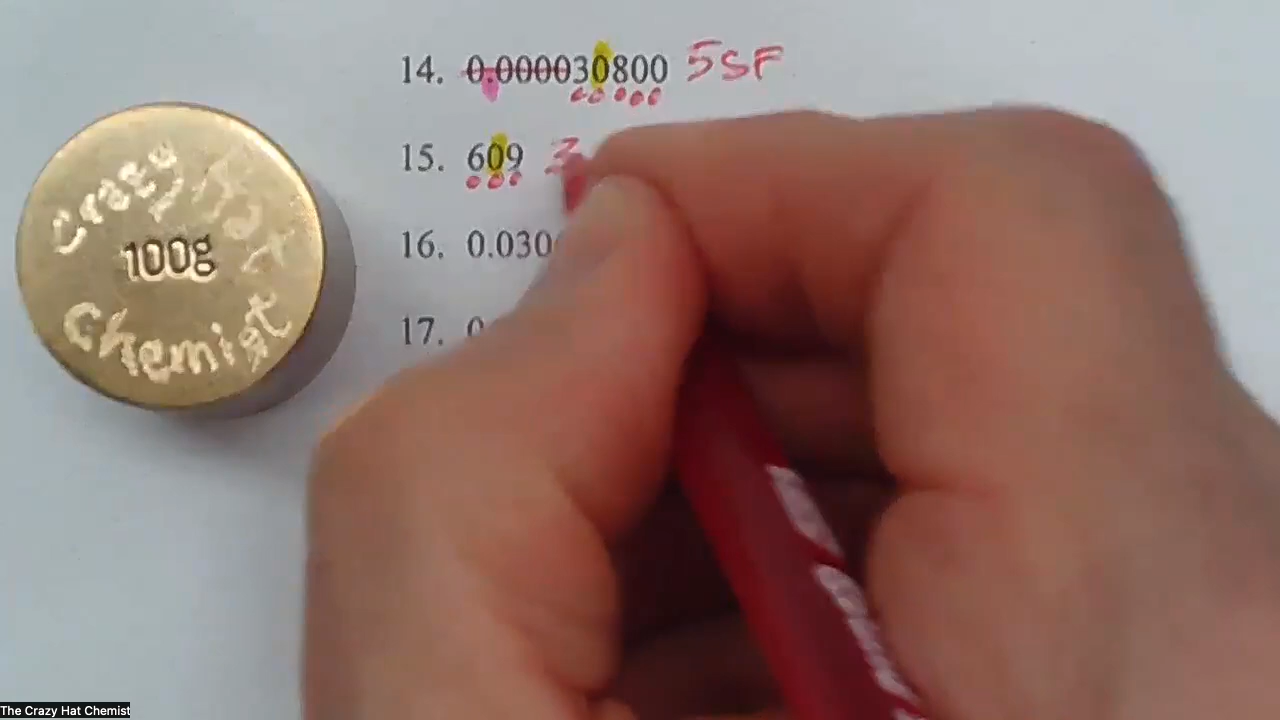 14. 0.000030800 5SF
15. 609 3
16. 0.030
17. 0
Crazy Hat
100g
Chemist
The Crazy Hat Chemist